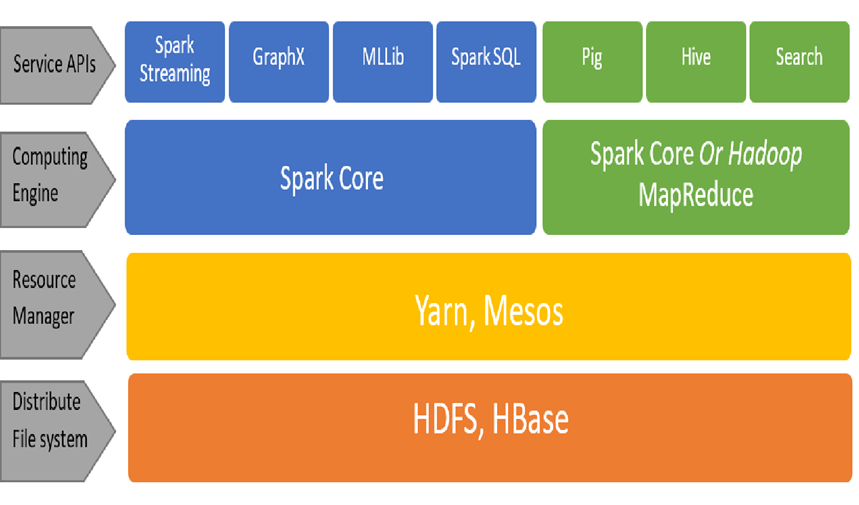 Service APIs
Spark
Streaming
GraphX
MLLib
Spark SQL
Pig
Hive
Search
Computing
Engine
Spark Core
Spark Core Or Hadoop
MapReduce
Resource
Manager
Yarn, Mesos
Distribute
File system
HDFS, HBase